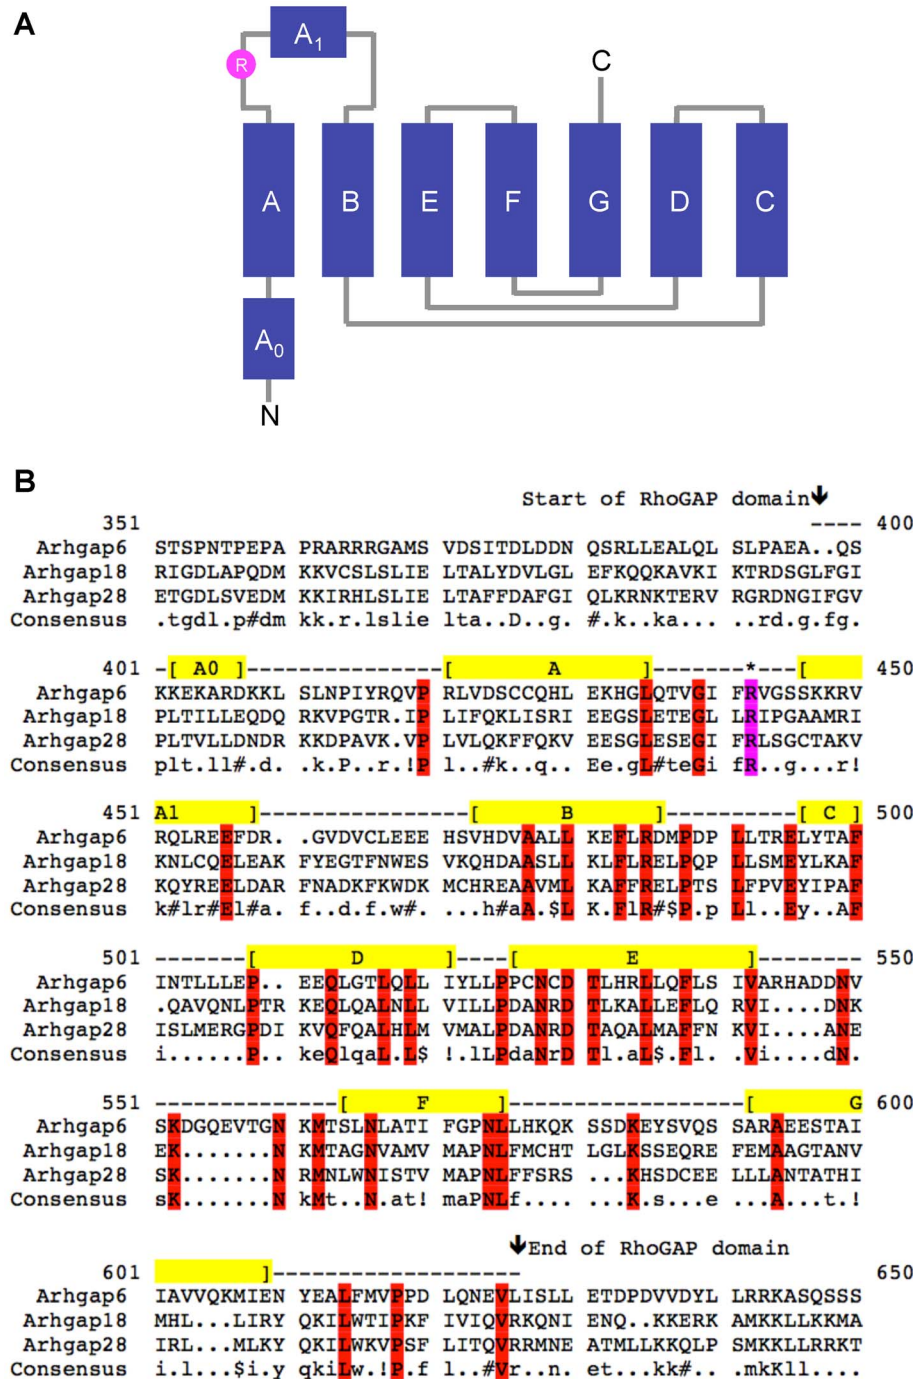 A
A1
R
C
A B E F G D C
A0
N
B
Start of RhoGAP domain↓
351 ---- 400
Arhgap6 STSPNTPEPA PRARRRGAMS VDSITDLDDN QSRLLEALQL SLPAEA..QS
Arhgap18 RIGDLAPQDM KKVCSLSLIE LTALYDVLGL EFKQQKAVKI KTRDSGLFGI
Arhgap28 ETGDLSVEDM KKIRHLSLIE LTAFFDAFGI QLKRNKTERV RGRDNGIFGV
Consensus .tgdl.p#dm kk.r.lslie lta..D..g. #.k..ka... ..rd.g.fg.
401 -[ A0 ]---------------[ A ]-------*---[ 450
Arhgap6 KKEKARDKKL SLNPIYRQVP RLVDSCCQHL EKHGLQTVGI FRVGSSKKRV
Arhgap18 PLTILLEQDQ RKVPGTR.IP LIFQKLISRI EEGSLETEGL LRIPGAAMRI
Arhgap28 PLTVLLDNDR KKDPAVK.VP LVLQKFFQKV EESGLESEGI FRLSGCTAKV
Consensus plt.ll#.d. .k.P..r.!P l..#k..q.. Ee.gL#teGi fR..g...r!
451 A1 ]----------------[ B ]----------[ C ] 500
Arhgap6 RQLREEFDR. .GVDVCLEEE HSVHDVAALL KEFLRDMPDP LLTRELYTAF
Arhgap18 KNLCQELEAK FYEGTFNWES VKQHDAASLL KLFLRELPQP LLSMEYLKAF
Arhgap28 KQYREELDAR FNADKFKWDK MCHREAAVML KAFFRELPTS LFPVEYIPAF
Consensus k#lr#El#a. f..d.f.w#. ...h#aA.$L K.FlR#$P.p Ll..Ey..AF
501 -------[ D ]----[ E ]------- 550
Arhgap6 INTLLLEP.. EEQLGTLQLL IYLLPPCNCD TLHRLLQFLS IVARHADDNV
Arhgap18 .QAVQNLPTR KEQLQALNLL VILLPDANRD TLKALLEFLQ RVI....DNK
Arhgap28 ISLMERGPDI KVQFQALHLM VMALPDANRD TAQALMAFFN KVI....ANE
Consensus i......P.. keQlqaL.L$ !.lLPdaNrD Tl.aL$.Fl. .Vi....dN.
551 --------------[ F ]------------------[ G 600
Arhgap6 SKDGQEVTGN KMTSLNLATI FGPNLLHKQK SSDKEYSVQS SARAEESTAI
Arhgap18 EK.......N KMTAGNVAMV MAPNLFMCHT LGLKSSEQRE FEMAAGTANV
Arhgap28 SK.......N RMNLWNISTV MAPNLFFSRS ...KHSDCEE LLLANTATHI
Consensus sK.......N kMt..N.at! maPNLf.... ...K.s...e ...A...t.!
↓End of RhoGAP domain
601 ]------------------- 650
Arhgap6 IAVVQKMIEN YEALFMVPPD LQNEVLISLL ETDPDVVDYL LRRKASQSSS
Arhgap18 MHL...LIRY QKILWTIPKF IVIQVRKQNI ENQ..KKERK AMKKLLKKMA
Arhgap28 IRL...MLKY QKILWKVPSF LITQVRRMNE ATMLLKKQLP SMKKLLRRKT
Consensus i.l...$i.y qkiLw.!P.f l..#Vr..n. et...kk#.. .mkKll....